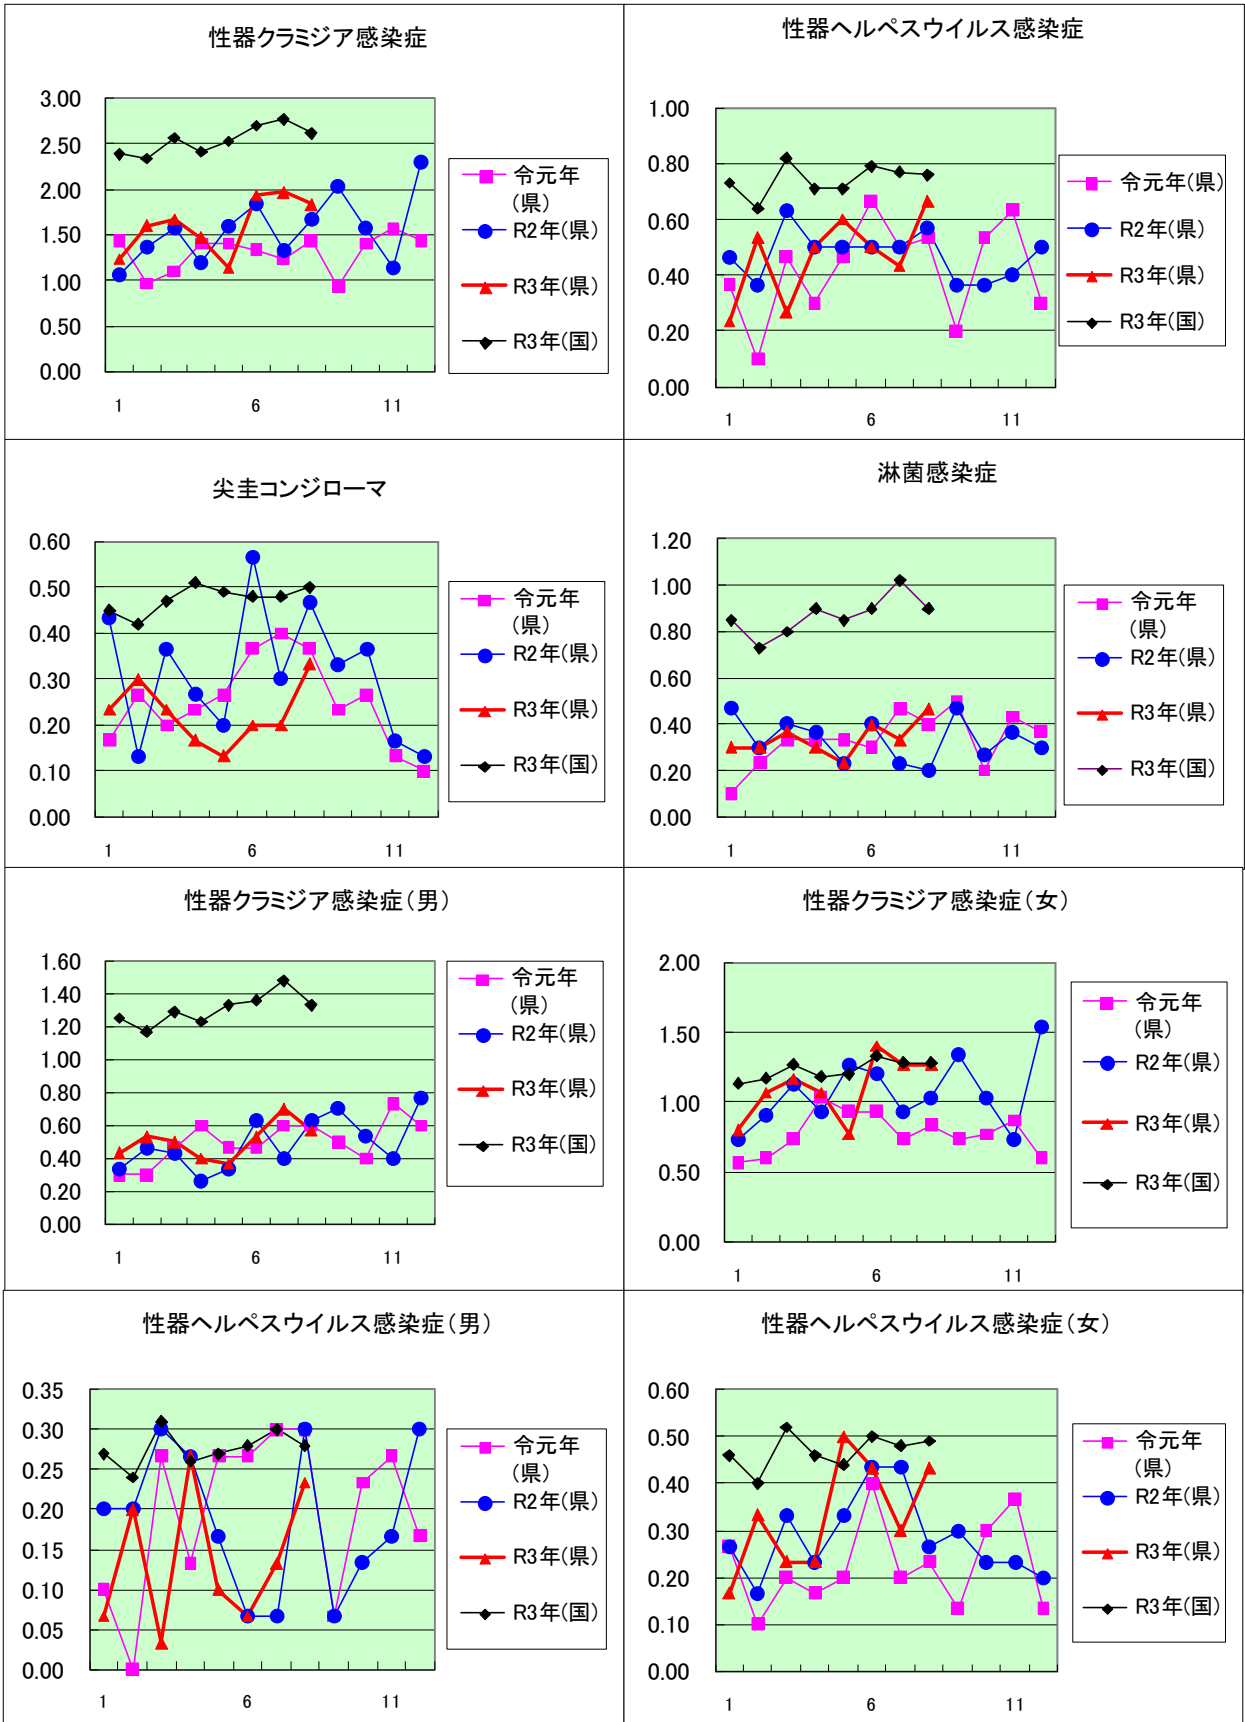 性器クラミジア感染症
3.00
2.50
2.00
1.50
1.00
0.50
0.00
1 6 11
令元年
(県)
R2年(県)
R3年(県)
R3年(国)
性器ヘルペスウイルス感染症
1.00
0.80
0.60
0.40
0.20
0.00
1 6 11
令元年(県)
R2年(県)
R3年(県)
R3年(国)
尖圭コンジローマ
0.60
0.50
0.40
0.30
0.20
0.10
0.00
1 6 11
令元年
(県)
R2年(県)
R3年(県)
R3年(国)
淋菌感染症
1.20
1.00
0.80
0.60
0.40
0.20
0.00
1 6 11
令元年
(県)
R2年(県)
R3年(県)
R3年(国)
性器クラミジア感染症(男)
1.60
1.40
1.20
1.00
0.80
0.60
0.40
0.20
0.00
1 6 11
令元年
(県)
R2年(県)
R3年(県)
R3年(国)
性器クラミジア感染症(女)
2.00
1.50
1.00
0.50
0.00
1 6 11
令元年
(県)
R2年(県)
R3年(県)
R3年(国)
性器ヘルペスウイルス感染症(男)
0.35
0.30
0.25
0.20
0.15
0.10
0.05
0.00
1 6 11
令元年
(県)
R2年(県)
R3年(県)
R3年(国)
性器ヘルペスウイルス感染症(女)
0.60
0.50
0.40
0.30
0.20
0.10
0.00
1 6 11
令元年
(県)
R2年(県)
R3年(県)
R3年(国)